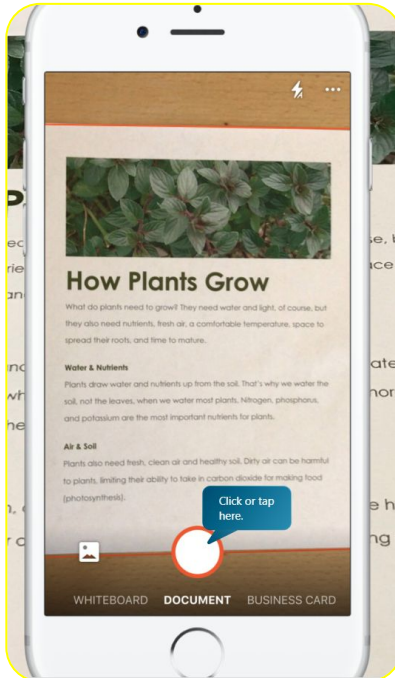 How Plants Grow
What do plants need to grow? They need water and light, of course, but
they also need nutrients, fresh air, a comfortable temperature, space to
spread their roots, and time to mature.
Water & Nutrients
Plants draw water and nutrients up from the soil. That's why we water the
soil, not the leaves, when we water most plants. Nitrogen, phosphorus,
and potassium are the most important nutrients for plants.
Air & Soil
Plants also need fresh, clean air and healthy soil. Dirty air can be harmful
to plants, limiting their ability to take in carbon dioxide for making food
(photosynthesis).
Click or tap
here.
WHITEBOARD DOCUMENT BUSINESS CARD